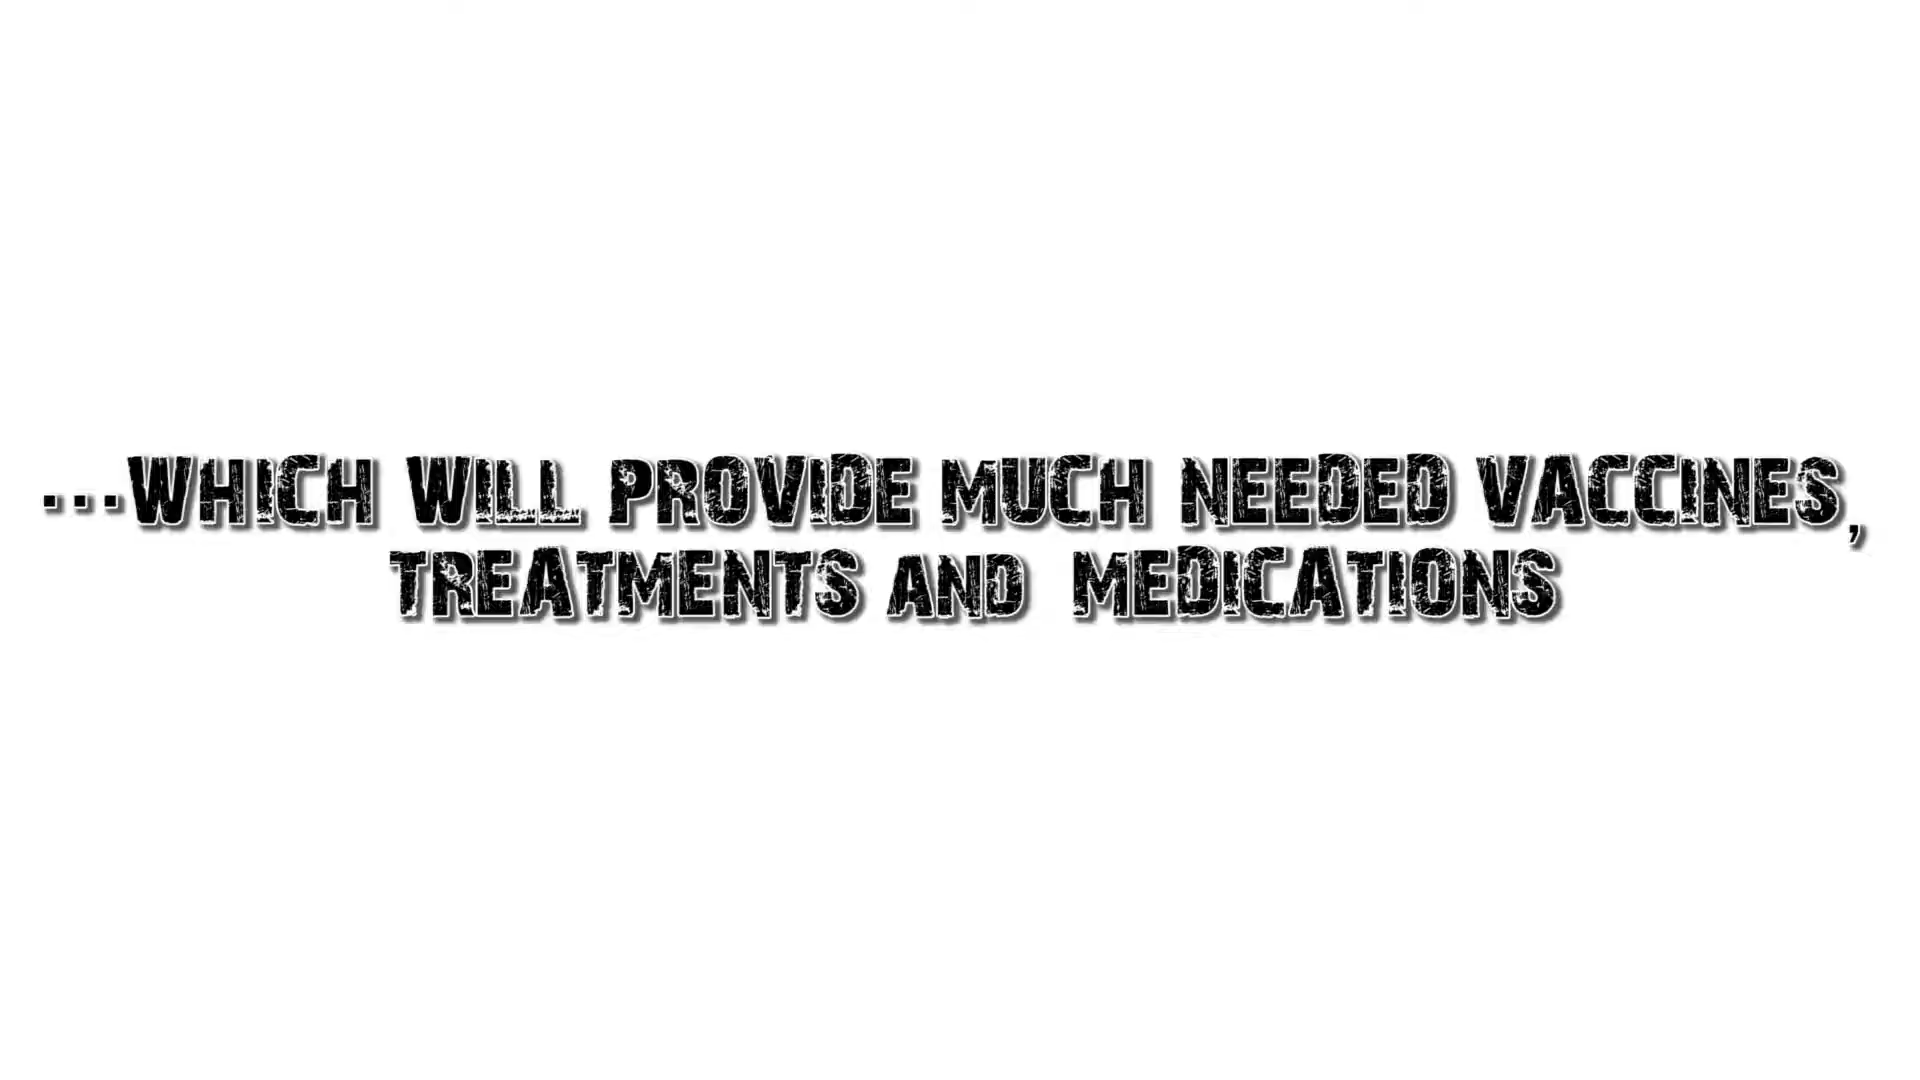 ...WHICH WILL PROVIDE MUCH NEEDED VACCINES,
TREATMENTS AND MEDICATIONS